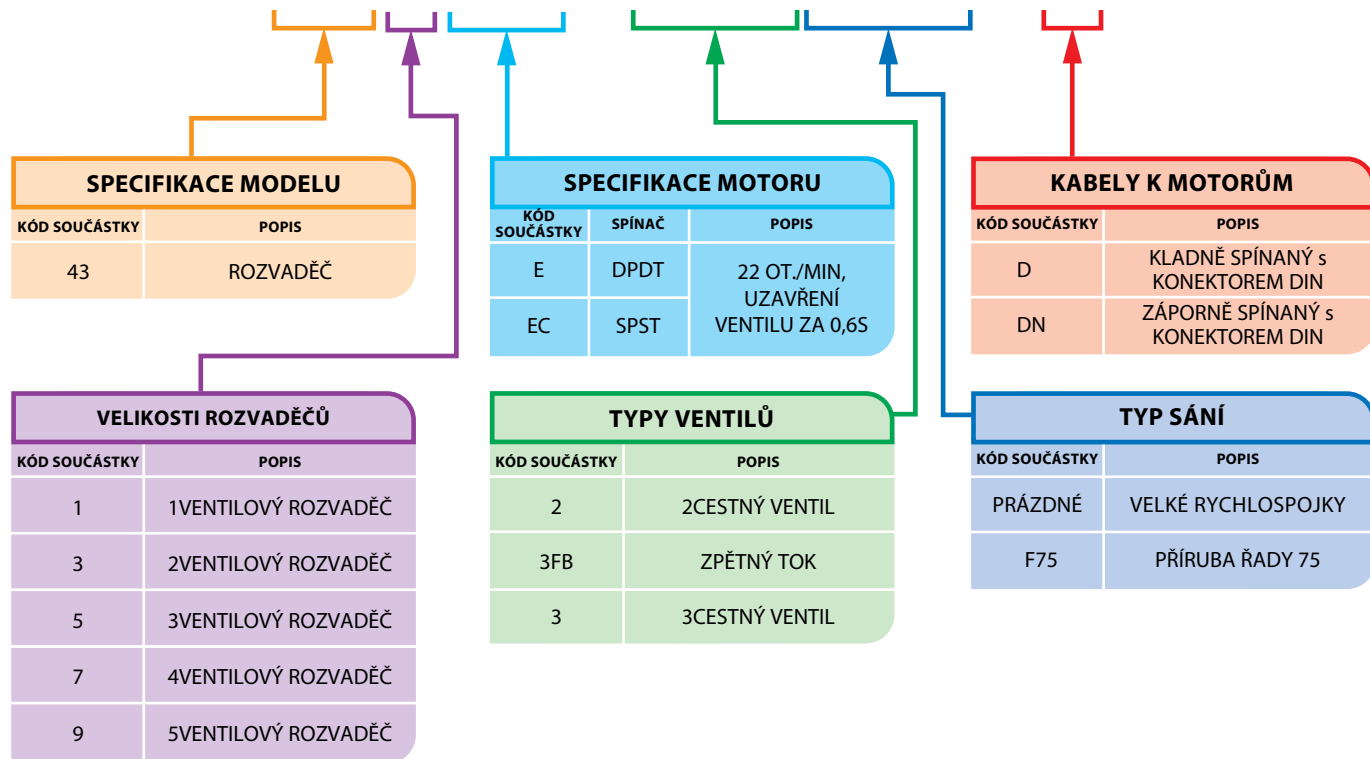 SPECIFIKACE MODELU
KÓD SOUČÁSTKY POPIS
43 ROZVADĚČ
SPECIFIKACE MOTORU
KÓD SOUČÁSTKY SPÍNAČ POPIS
E DPDT 22 OT./MIN,
UZAVŘENÍ
EC SPST VENTILU ZA 0,6S
KABELY K MOTORŮM
KÓD SOUČÁSTKY POPIS
D KLADNĚ SPÍNANÝ s
KONEKTOREM DIN
DN ZÁPORNĚ SPÍNANÝ s
KONEKTOREM DIN
VELIKOSTI ROZVADĚČŮ
KÓD SOUČÁSTKY POPIS
1 1VENTILOVÝ ROZVADĚČ
3 2VENTILOVÝ ROZVADĚČ
5 3VENTILOVÝ ROZVADĚČ
7 4VENTILOVÝ ROZVADĚČ
9 5VENTILOVÝ ROZVADĚČ
TYPY VENTILŮ
KÓD SOUČÁSTKY POPIS
2 2CESTNÝ VENTIL
3FB ZPĚTNÝ TOK
3 3CESTNÝ VENTIL
TYP SÁNÍ
KÓD SOUČÁSTKY POPIS
PRÁZDNÉ VELKÉ RYCHLOSPOJKY
F75 PŘÍRUBA ŘADY 75